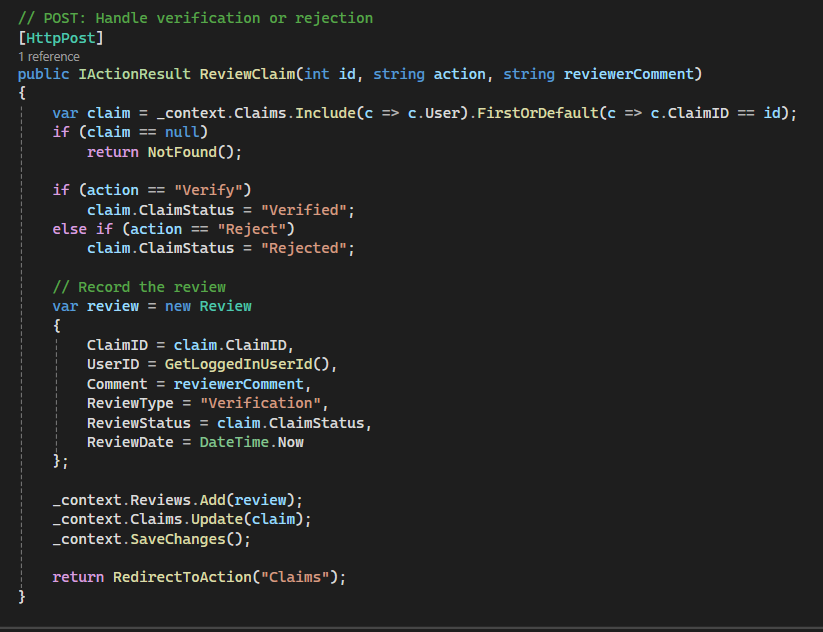 // POST: Handle verification or rejection
[HttpPost]
1 reference
public IActionResult ReviewClaim(int id, string action, string reviewerComment)
{
var claim = _context.Claims.Include(c => c.User).FirstOrDefault(c => c.ClaimID == id);
if (claim == null)
return NotFound();
if (action == "Verify")
claim.ClaimStatus = "Verified";
else if (action == "Reject")
claim.ClaimStatus = "Rejected";
// Record the review
var review = new Review
{
ClaimID = claim.ClaimID,
UserID = GetLoggedInUserId(),
Comment = reviewerComment,
ReviewType = "Verification",
ReviewStatus = claim.ClaimStatus,
ReviewDate = DateTime.Now
};
_context.Reviews.Add(review);
_context.Claims.Update(claim);
_context.SaveChanges();
return RedirectToAction("Claims");
}